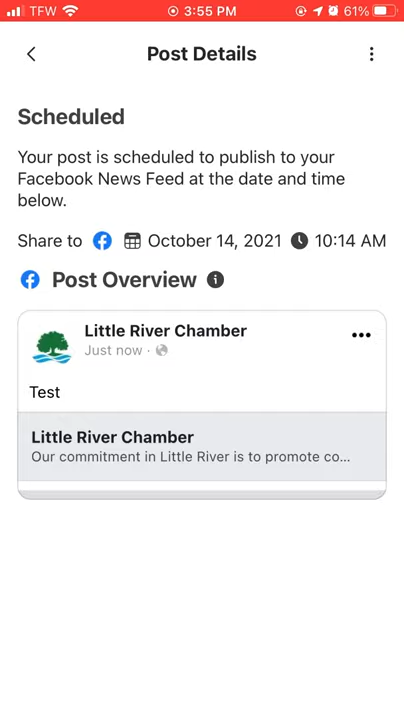 TFW 3:55 PM 61%
Post Details
Scheduled
Your post is scheduled to publish to your
Facebook News Feed at the date and time
below.
Share to October 14, 2021 10:14 AM
Post Overview
Little River Chamber
Just now ·
Test
Little River Chamber
Our commitment in Little River is to promote co...